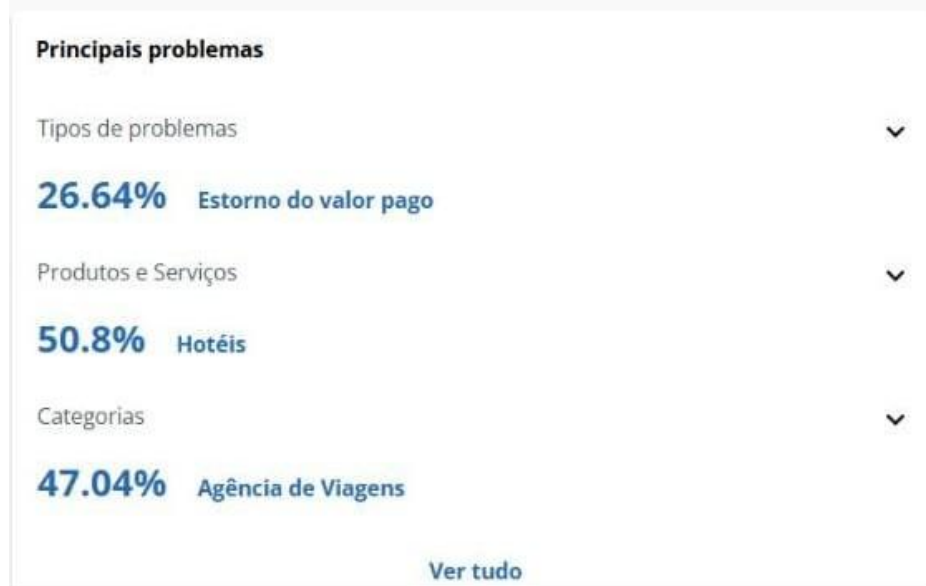 Principais problemas
Tipos de problemas
26.64% Estorno do valor pago
Produtos e Serviços
50.8% Hotéis
Categorias
47.04% Agência de Viagens
Ver tudo